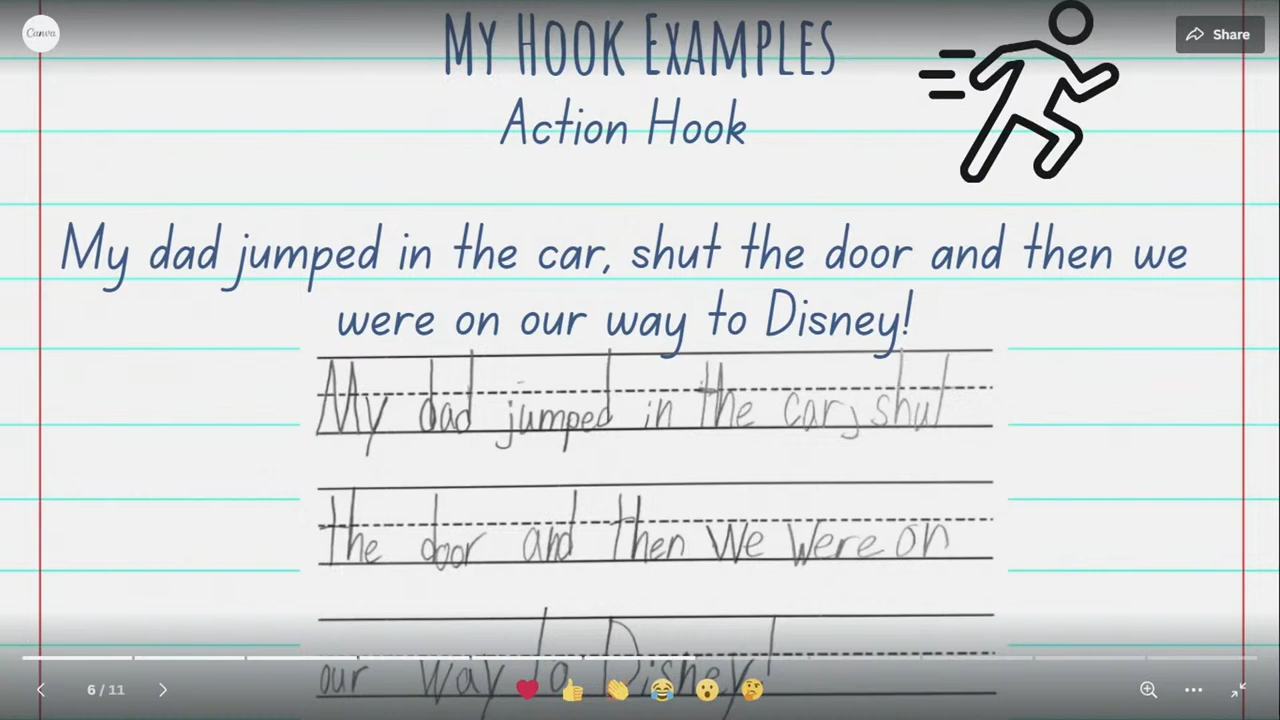 Canva
My Hook Examples
Share
Action Hook
My dad jumped in the car, shut the door and then we
were on our way to Disney!
My dad jumped in the car, shut
the door and then We Were on
our way to Disney!
6 / 11